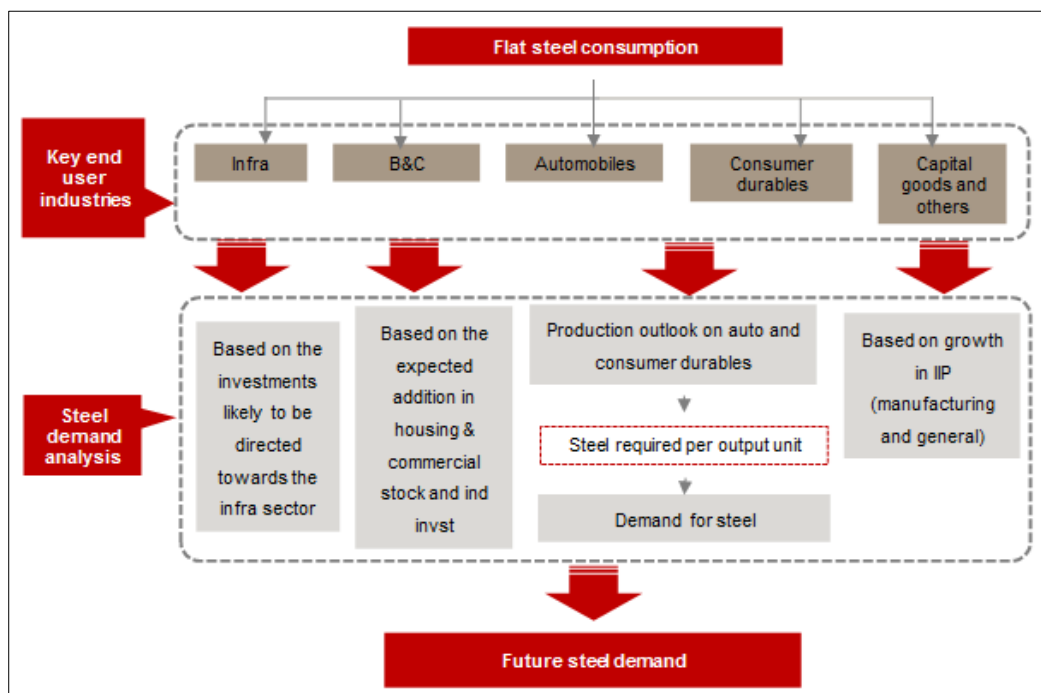 Flat steel consumption
Key end
user
industries
Infra
B&C
Automobiles
Consumer
durables
Capital
goods and
others
Steel
demand
analysis
Based on the
investments
likely to be
directed
towards the
infra sector
Based on the
expected
addition in
housing &
commercial
stock and ind
invst
Production outlook on auto and
consumer durables
Steel required per output unit
Demand for steel
Based on growth
in IIP
(manufacturing
and general)
Future steel demand